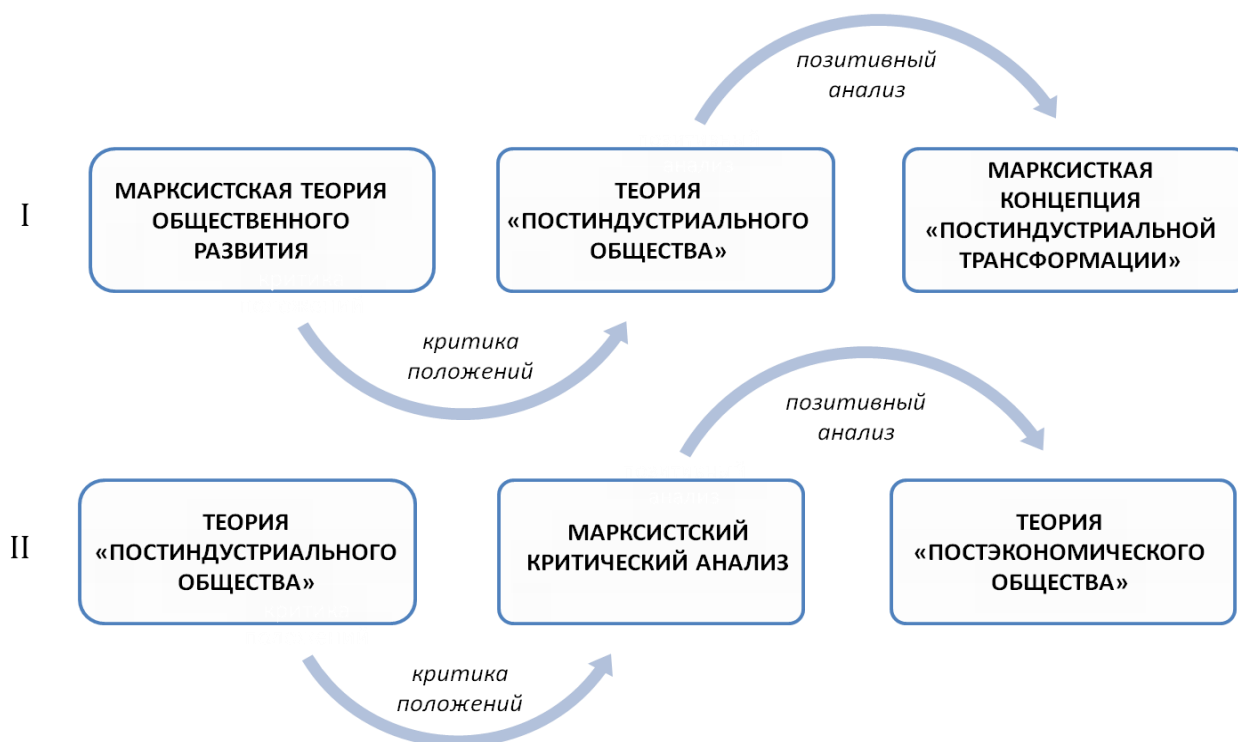 позитивный
анализ
I
МАРКСИСТСКАЯ ТЕОРИЯ
ОБЩЕСТВЕННОГО
РАЗВИТИЯ
ТЕОРИЯ
«ПОСТИНДУСТРИАЛЬНОГО
ОБЩЕСТВА»
МАРКСИСТКАЯ
КОНЦЕПЦИЯ
«ПОСТИНДУСТРИАЛЬНОЙ
ТРАНСФОРМАЦИИ»
критика
положений
позитивный
анализ
II
ТЕОРИЯ
«ПОСТИНДУСТРИАЛЬНОГО
ОБЩЕСТВА»
МАРКСИСТСКИЙ
КРИТИЧЕСКИЙ АНАЛИЗ
ТЕОРИЯ
«ПОСТЭКОНОМИЧЕСКОГО
ОБЩЕСТВА»
критика
положений